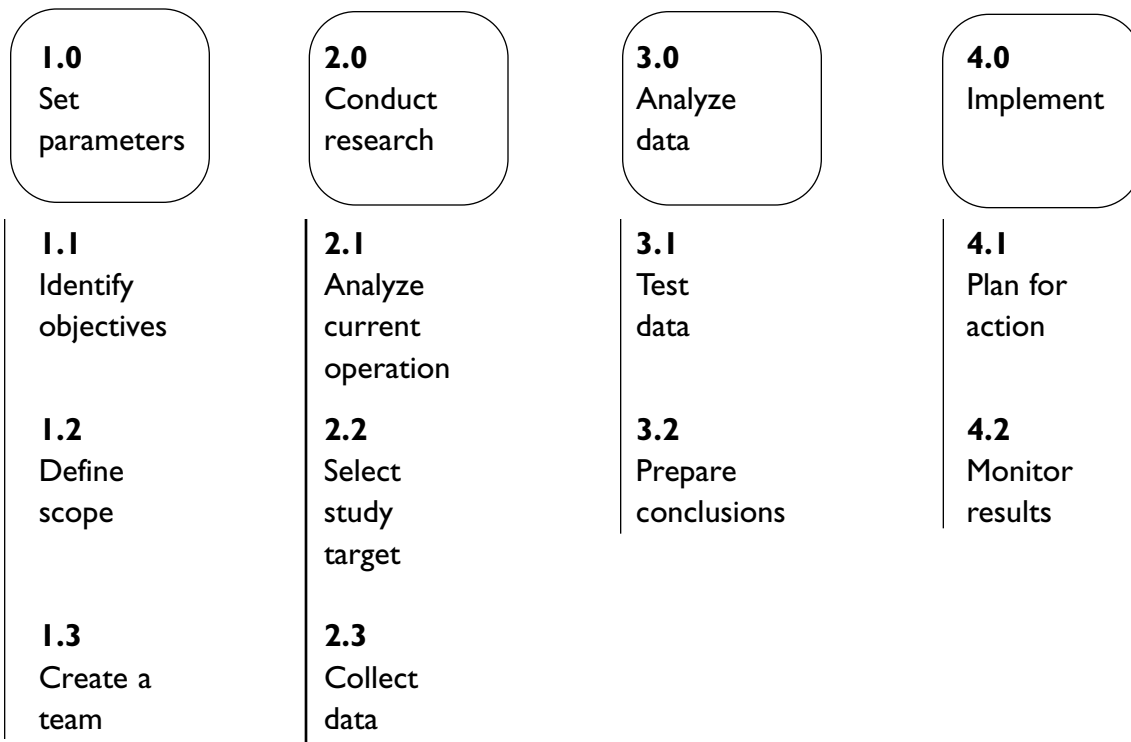 1.0
Set
parameters
1.1
Identify
objectives
1.2
Define
scope
1.3
Create a
team
2.0
Conduct
research
2.1
Analyze
current
operation
2.2
Select
study
target
2.3
Collect
data
3.0
Analyze
data
3.1
Test
data
3.2
Prepare
conclusions
4.0
Implement
4.1
Plan for
action
4.2
Monitor
results